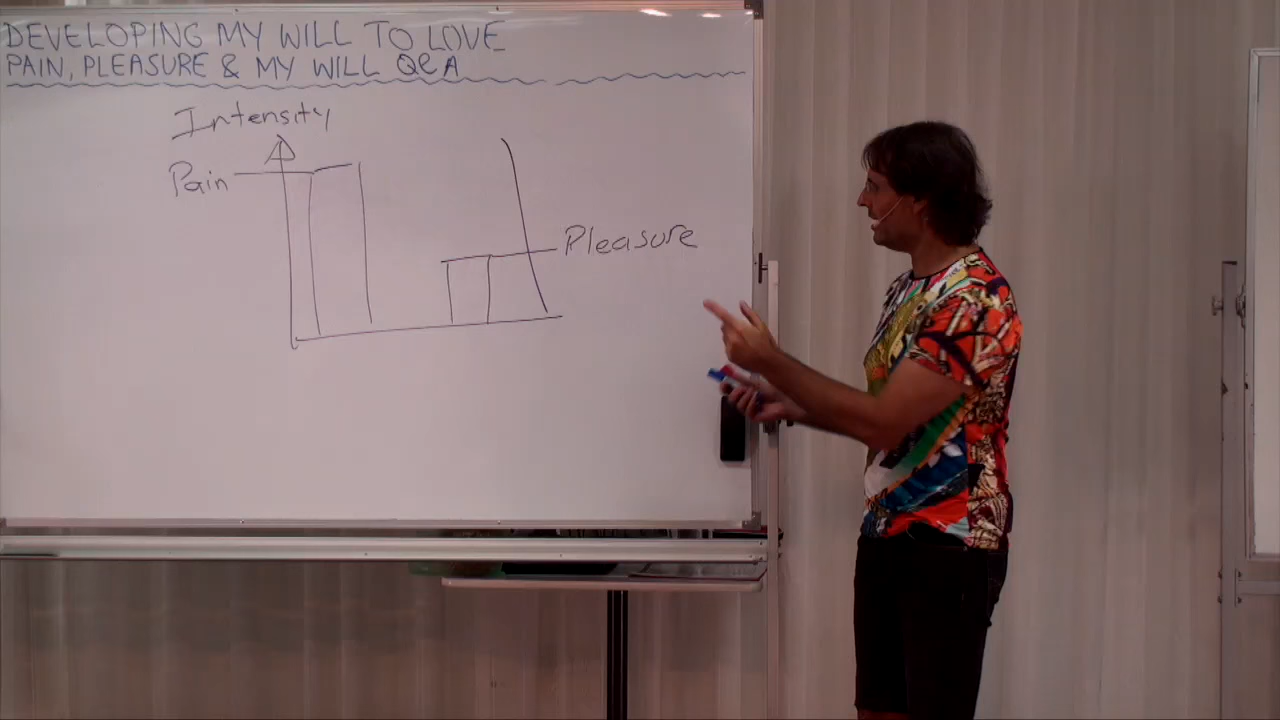 DEVELOPING MY WILL TO LOVE
PAIN, PLEASURE & MY WILL Q&A
Intensity
Pain
Pleasure